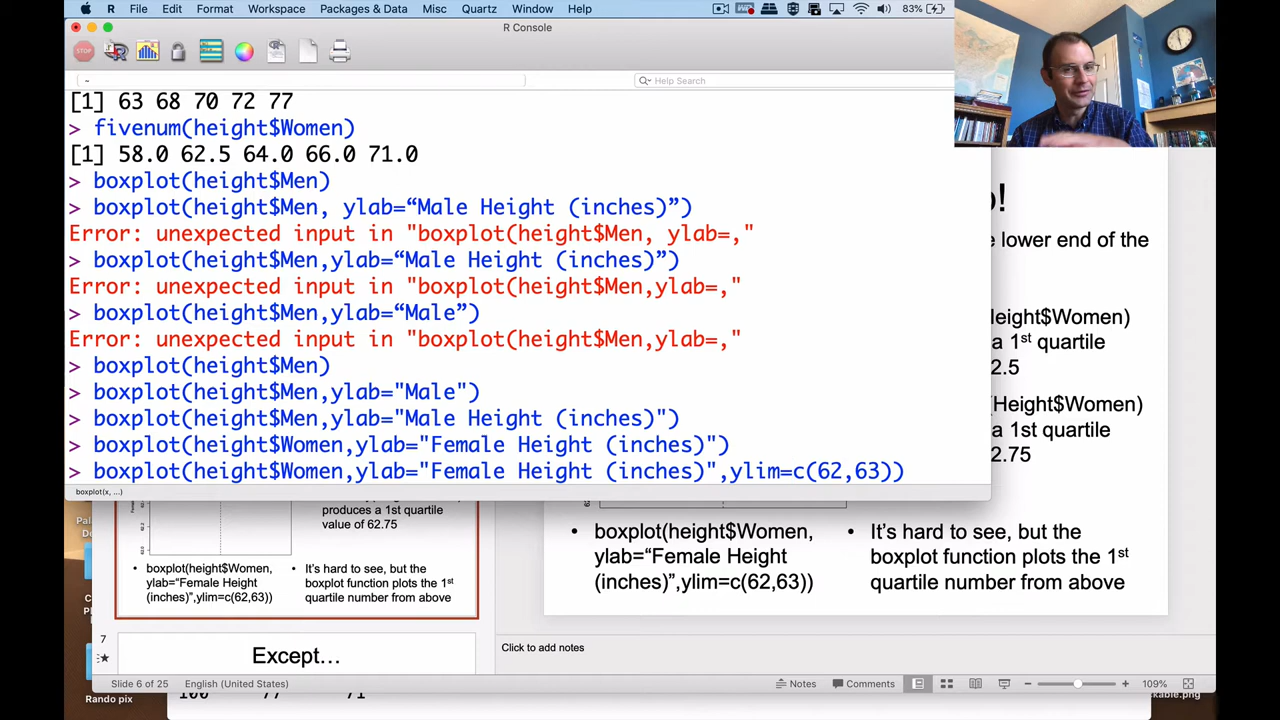 R File Edit Format Workspace Packages & Data Misc Quartz Window Help 83%
R Console
STOP
Help Search
[1] 63 68 70 72 77
> fivenum(height$Women)
[1] 58.0 62.5 64.0 66.0 71.0
> boxplot(height$Men)
> boxplot(height$Men, ylab=“Male Height (inches)”)
Error: unexpected input in "boxplot(height$Men, ylab=‚"
> boxplot(height$Men,ylab=“Male Height (inches)”)
Error: unexpected input in "boxplot(height$Men,ylab=‚"
> boxplot(height$Men,ylab=“Male”)
Error: unexpected input in "boxplot(height$Men,ylab=‚"
> boxplot(height$Men)
> boxplot(height$Men,ylab="Male")
> boxplot(height$Men,ylab="Male Height (inches)")
> boxplot(height$Women,ylab="Female Height (inches)")
> boxplot(height$Women,ylab="Female Height (inches)",ylim=c(62,63))
boxplot(x, ...)
o!
e lower end of the
Height$Women)
a 1st quartile
2.5
(Height$Women)
a 1st quartile
2.75
produces a 1st quartile
value of 62.75
• boxplot(height$Women,
ylab=“Female Height
(inches)”,ylim=c(62,63))
• It’s hard to see, but the
boxplot function plots the 1st
quartile number from above
• boxplot(height$Women,
ylab=“Female Height
(inches)”,ylim=c(62,63))
• It’s hard to see, but the
boxplot function plots the 1st
quartile number from above
7
Except…
Click to add notes
Slide 6 of 25 English (United States) Notes Comments 109%
Rando pix
100 77 71
kable.png